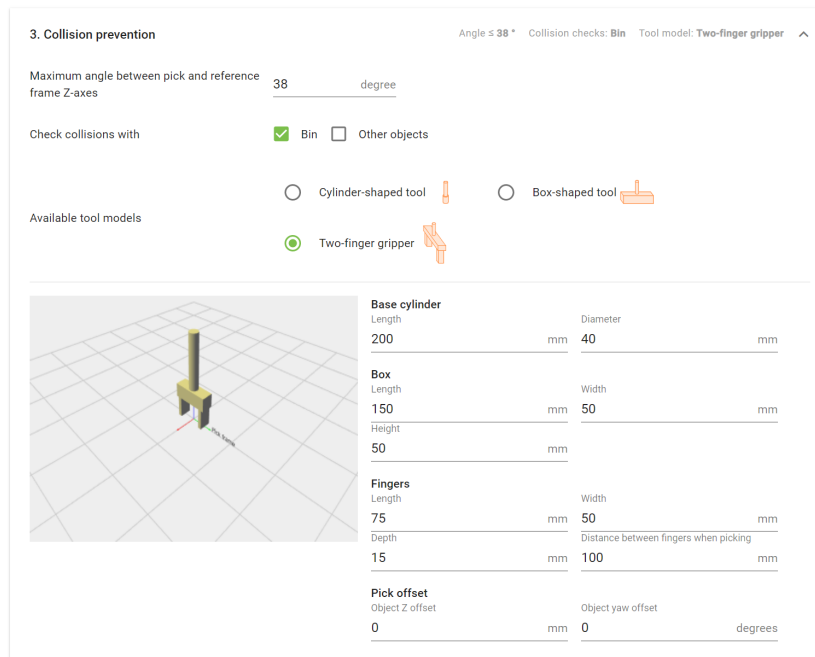 3. Collision prevention
Angle ≤ 38 ° Collision checks: Bin Tool model: Two-finger gripper
Maximum angle between pick and reference
frame Z-axes
38 degree
Check collisions with
Bin Other objects
Cylinder-shaped tool Box-shaped tool
Available tool models
Two-finger gripper
Pick frame
Base cylinder
Length Diameter
200 mm 40 mm
Box
Length Width
150 mm 50 mm
Height
50 mm
Fingers
Length Width
75 mm 50 mm
Depth Distance between fingers when picking
15 mm 100 mm
Pick offset
Object Z offset Object yaw offset
0 mm 0 degrees